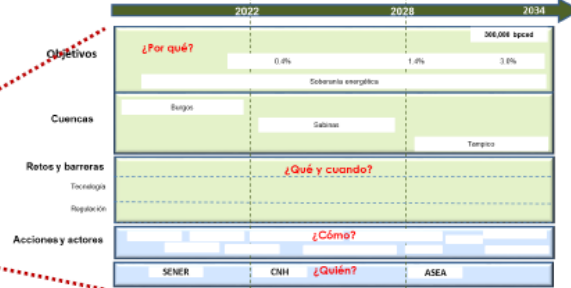 2022 2028 2034
300,000 bpced
Objetivos ¿Por qué?
0.4% 1.4% 3.8%
Soberanía energética
Cuencas
Burgos
Sabinas
Tampico
Retos y barreras ¿Qué y cuando?
Tecnología
Regulación
Acciones y actores ¿Cómo?
SENER CNH ¿Quién? ASEA